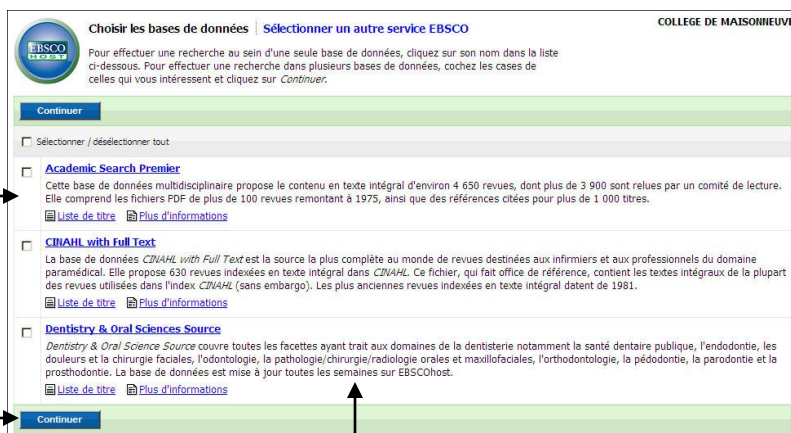 EBSCO
HOST
Choisir les bases de données Sélectionner un autre service EBSCO
COLLEGE DE MAISONNEUVE
Pour effectuer une recherche au sein d'une seule base de données, cliquez sur son nom dans la liste
ci-dessous. Pour effectuer une recherche dans plusieurs bases de données, cochez les cases de
celles qui vous intéressent et cliquez sur Continuer.
Continuer
Sélectionner / désélectionner tout
Academic Search Premier
Cette base de données multidisciplinaire propose le contenu en texte intégral d'environ 4 650 revues, dont plus de 3 900 sont relues par un comité de lecture.
Elle comprend les fichiers PDF de plus de 100 revues remontant à 1975, ainsi que des références citées pour plus de 1 000 titres.
Liste de titre Plus d'informations
CINAHL with Full Text
La base de données CINAHL with Full Text est la source la plus complète au monde de revues destinées aux infirmiers et aux professionnels du domaine
paramédical. Elle propose 630 revues indexées en texte intégral dans CINAHL. Ce fichier, qui fait office de référence, contient les textes intégraux de la plupart
des revues utilisées dans l'index CINAHL (sans embargo). Les plus anciennes revues indexées en texte intégral datent de 1981.
Liste de titre Plus d'informations
Dentistry & Oral Sciences Source
Dentistry & Oral Science Source couvre toutes les facettes ayant trait aux domaines de la dentisterie notamment la santé dentaire publique, l'endodontie, les
douleurs et la chirurgie faciales, l'odontologie, la pathologie/chirurgie/radiologie orales et maxillofaciales, l'orthodontologie, la pédodontie, la parodontie et la
prosthodontie. La base de données est mise à jour toutes les semaines sur EBSCOhost.
Liste de titre Plus d'informations
Continuer